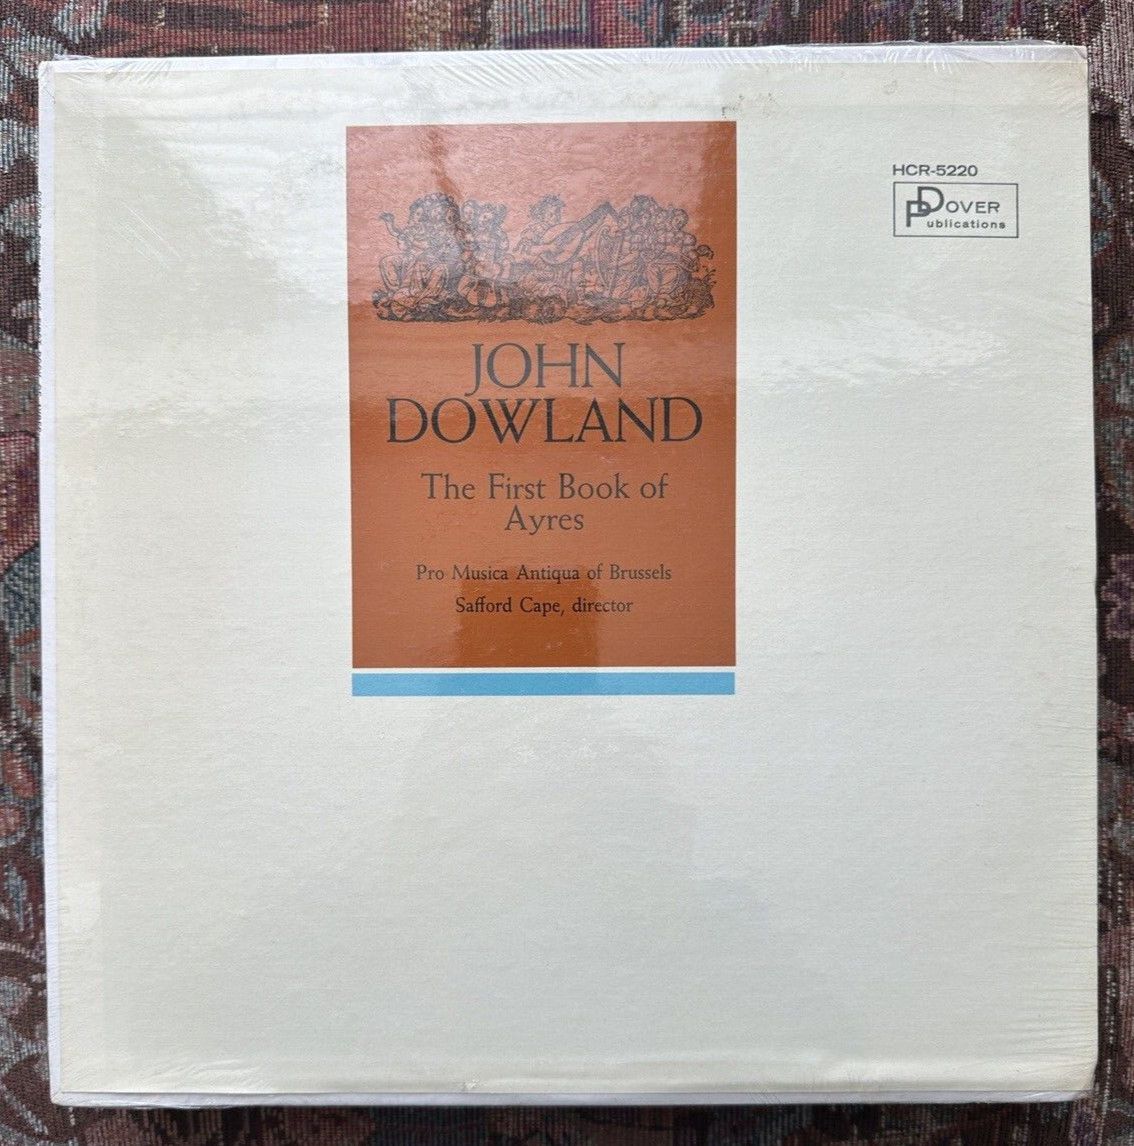 HCR-5220
DOVER
Publications
JOHN
DOWLAND
The First Book of
Ayres
Pro Musica Antiqua of Brussels
Safford Cape, director